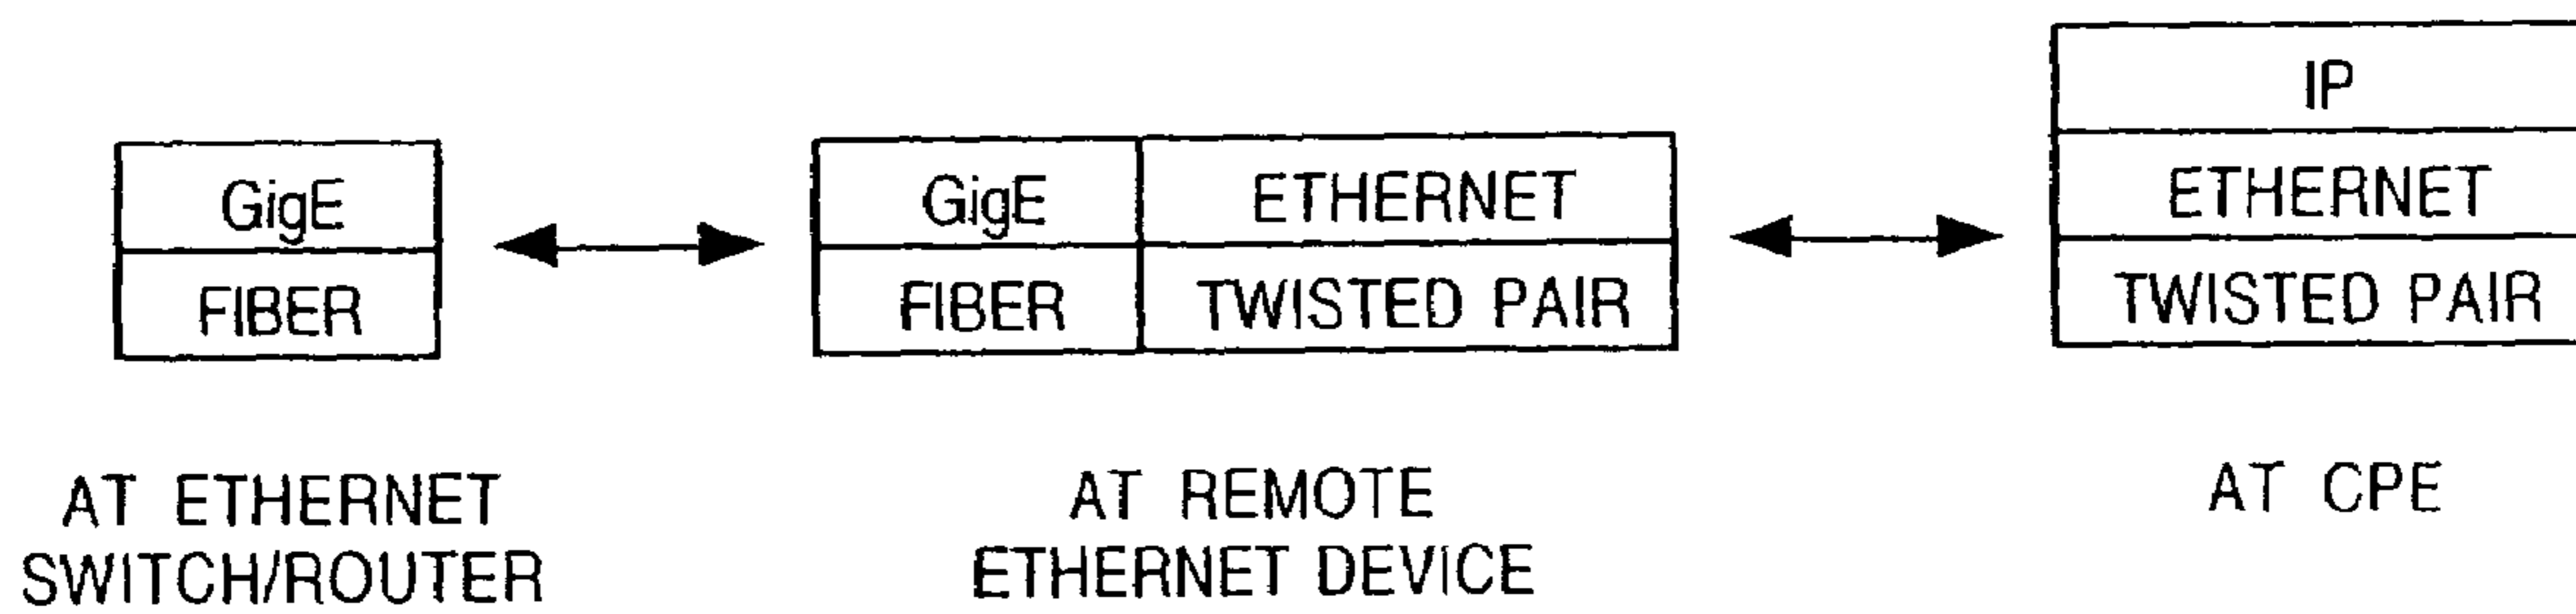 GigE
FIBER
AT ETHERNET
SWITCH/ROUTER
GigE
ETHERNET
FIBER
TWISTED PAIR
AT REMOTE
ETHERNET DEVICE
IP
ETHERNET
TWISTED PAIR
AT CPE